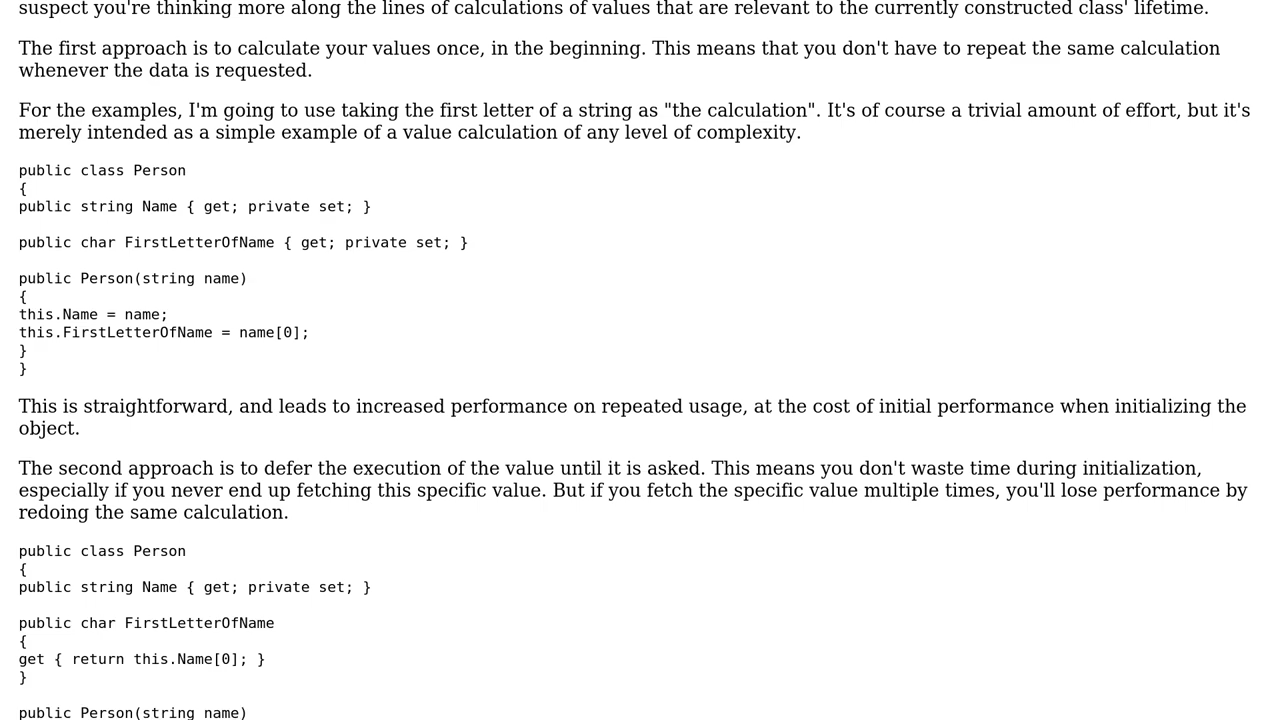 suspect you're thinking more along the lines of calculations of values that are relevant to the currently constructed class' lifetime.
The first approach is to calculate your values once, in the beginning. This means that you don't have to repeat the same calculation
whenever the data is requested.
For the examples, I'm going to use taking the first letter of a string as "the calculation". It's of course a trivial amount of effort, but it's
merely intended as a simple example of a value calculation of any level of complexity.
public class Person
{
public string Name { get; private set; }
public char FirstLetterOfName { get; private set; }
public Person(string name)
{
this.Name = name;
this.FirstLetterOfName = name[0];
}
}
This is straightforward, and leads to increased performance on repeated usage, at the cost of initial performance when initializing the
object.
The second approach is to defer the execution of the value until it is asked. This means you don't waste time during initialization,
especially if you never end up fetching this specific value. But if you fetch the specific value multiple times, you'll lose performance by
redoing the same calculation.
public class Person
{
public string Name { get; private set; }
public char FirstLetterOfName
{
get { return this.Name[0]; }
}
public Person(string name)